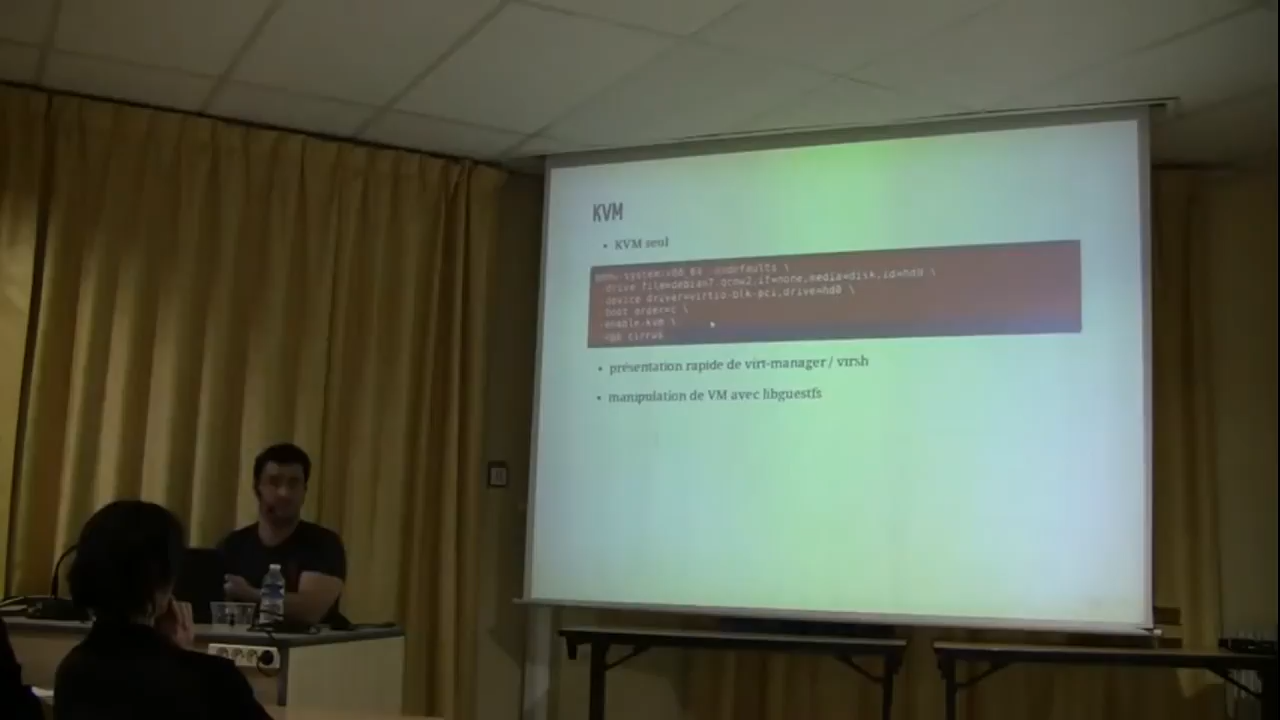 KVM
• KVM seul
qemu-system-x86_64 -nodefaults \
-drive file=debian7.qcow2,if=none,media=disk,id=hd0 \
-device driver=virtio-blk-pci,drive=hd0 \
-boot order=c \
-enable-kvm \
-vga cirrus
• présentation rapide de virt-manager / virsh
• manipulation de VM avec libguestfs